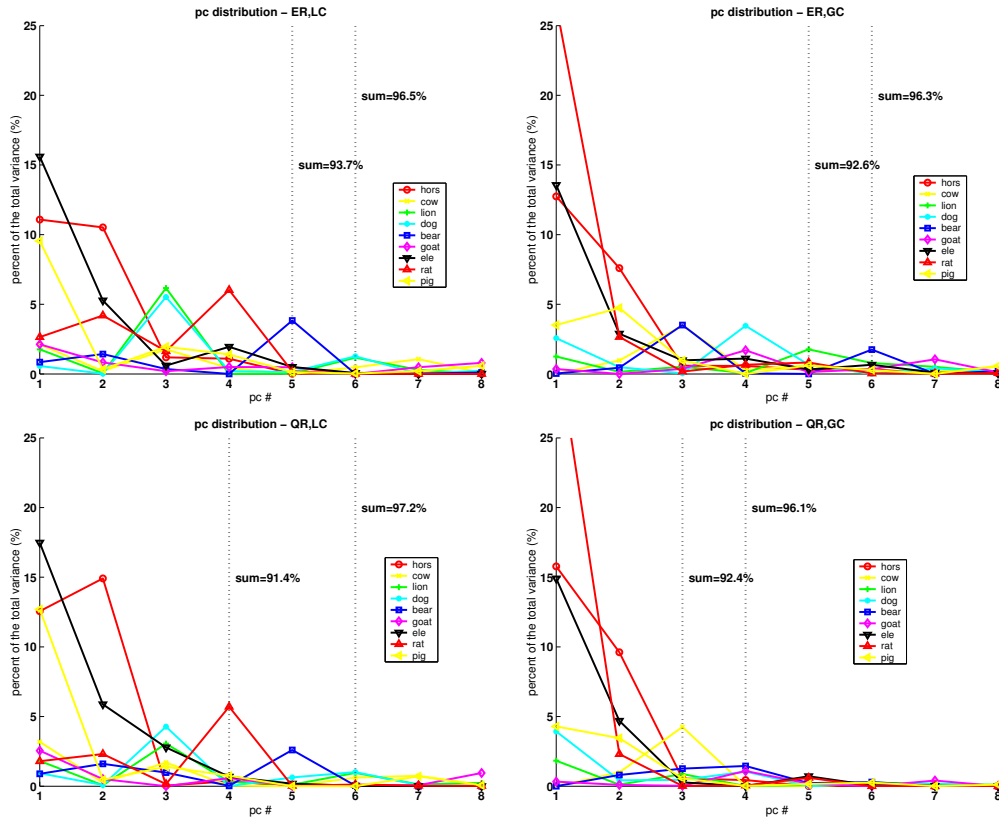 pc distribution − ER,LC
percent of the total variance (%)
25
20
15
10
5
0
sum=96.5%
sum=93.7%
hors
cow
lion
dog
bear
goat
ele
rat
pig
1 2 3 4 5 6 7 8
pc #
pc distribution − ER,GC
percent of the total variance (%)
25
20
15
10
5
0
sum=96.3%
sum=92.6%
hors
cow
lion
dog
bear
goat
ele
rat
pig
1 2 3 4 5 6 7 8
pc #
pc distribution − QR,LC
percent of the total variance (%)
25
20
15
10
5
0
sum=97.2%
sum=91.4%
hors
cow
lion
dog
bear
goat
ele
rat
pig
1 2 3 4 5 6 7 8
pc #
pc distribution − QR,GC
percent of the total variance (%)
25
20
15
10
5
0
sum=96.1%
sum=92.4%
hors
cow
lion
dog
bear
goat
ele
rat
pig
1 2 3 4 5 6 7 8
pc #